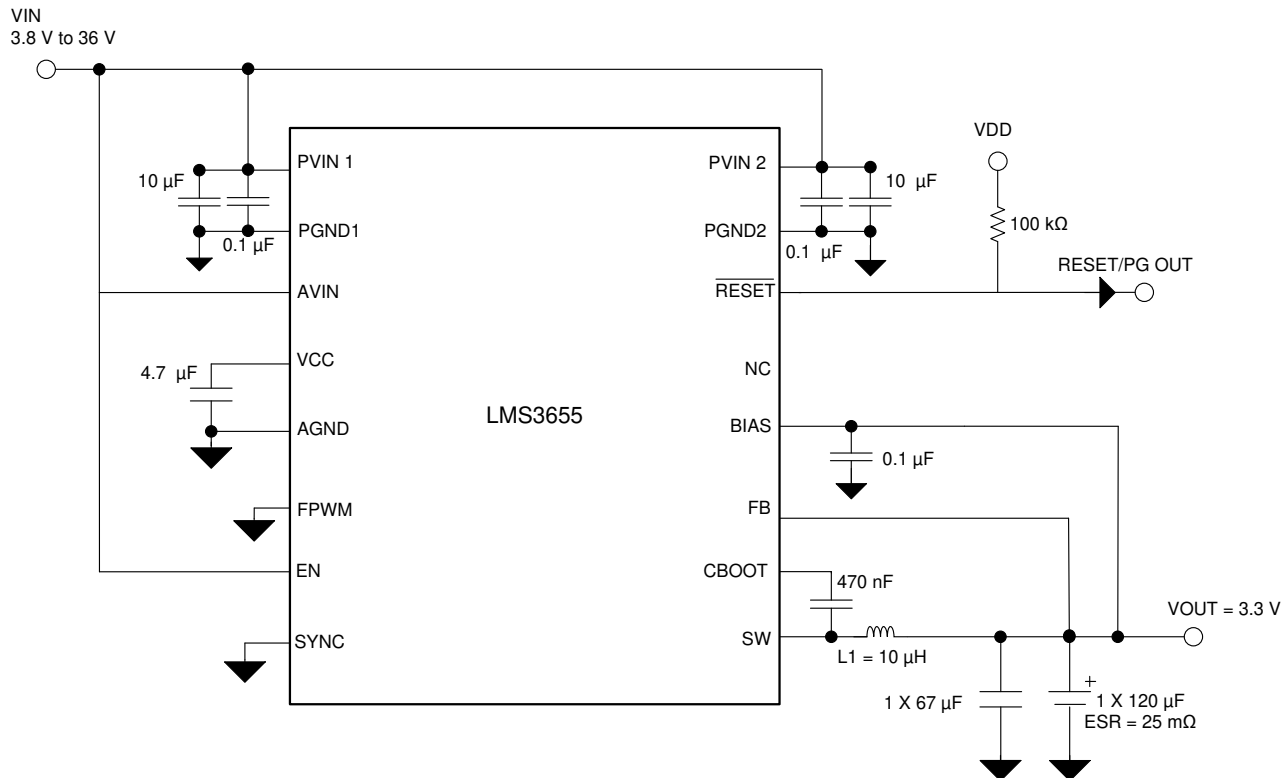 VIN
3.8 V to 36 V
PVIN 1
10 µF
PGND1
0.1 µF
AVIN
VCC
4.7 µF
AGND
FPWM
EN
SYNC
LMS3655
PVIN 2
10 µF
PGND2
0.1 µF
RESET
NC
BIAS
0.1 µF
FB
CBOOT
470 nF
SW
L1 = 10 µH
VDD
100 kΩ
RESET/PG OUT
VOUT = 3.3 V
1 X 67 µF
+
1 X 120 µF
ESR = 25 mΩ